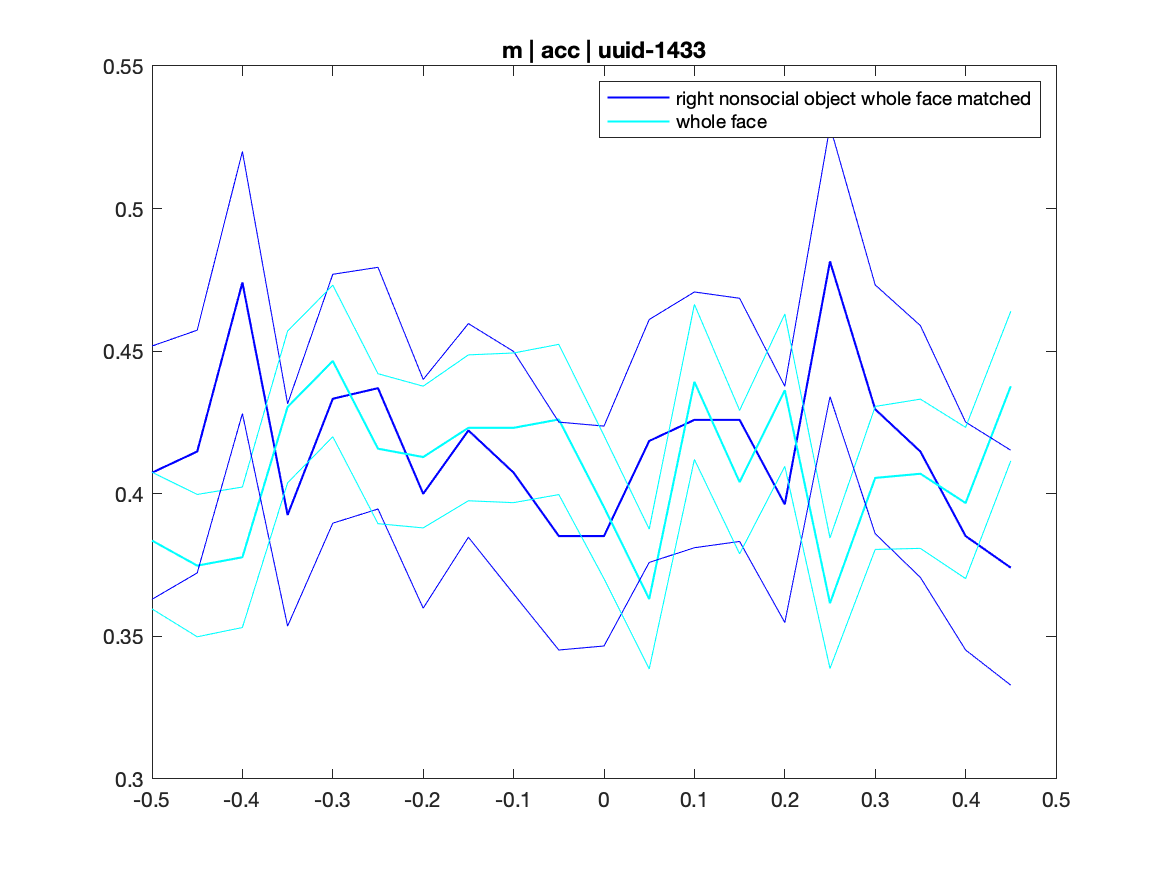 m | acc | uuid-1433
0.55
right nonsocial object whole face matched
whole face
0.5
0.45
0.4
0.35
0.3
-0.5 -0.4 -0.3 -0.2 -0.1 0 0.1 0.2 0.3 0.4 0.5